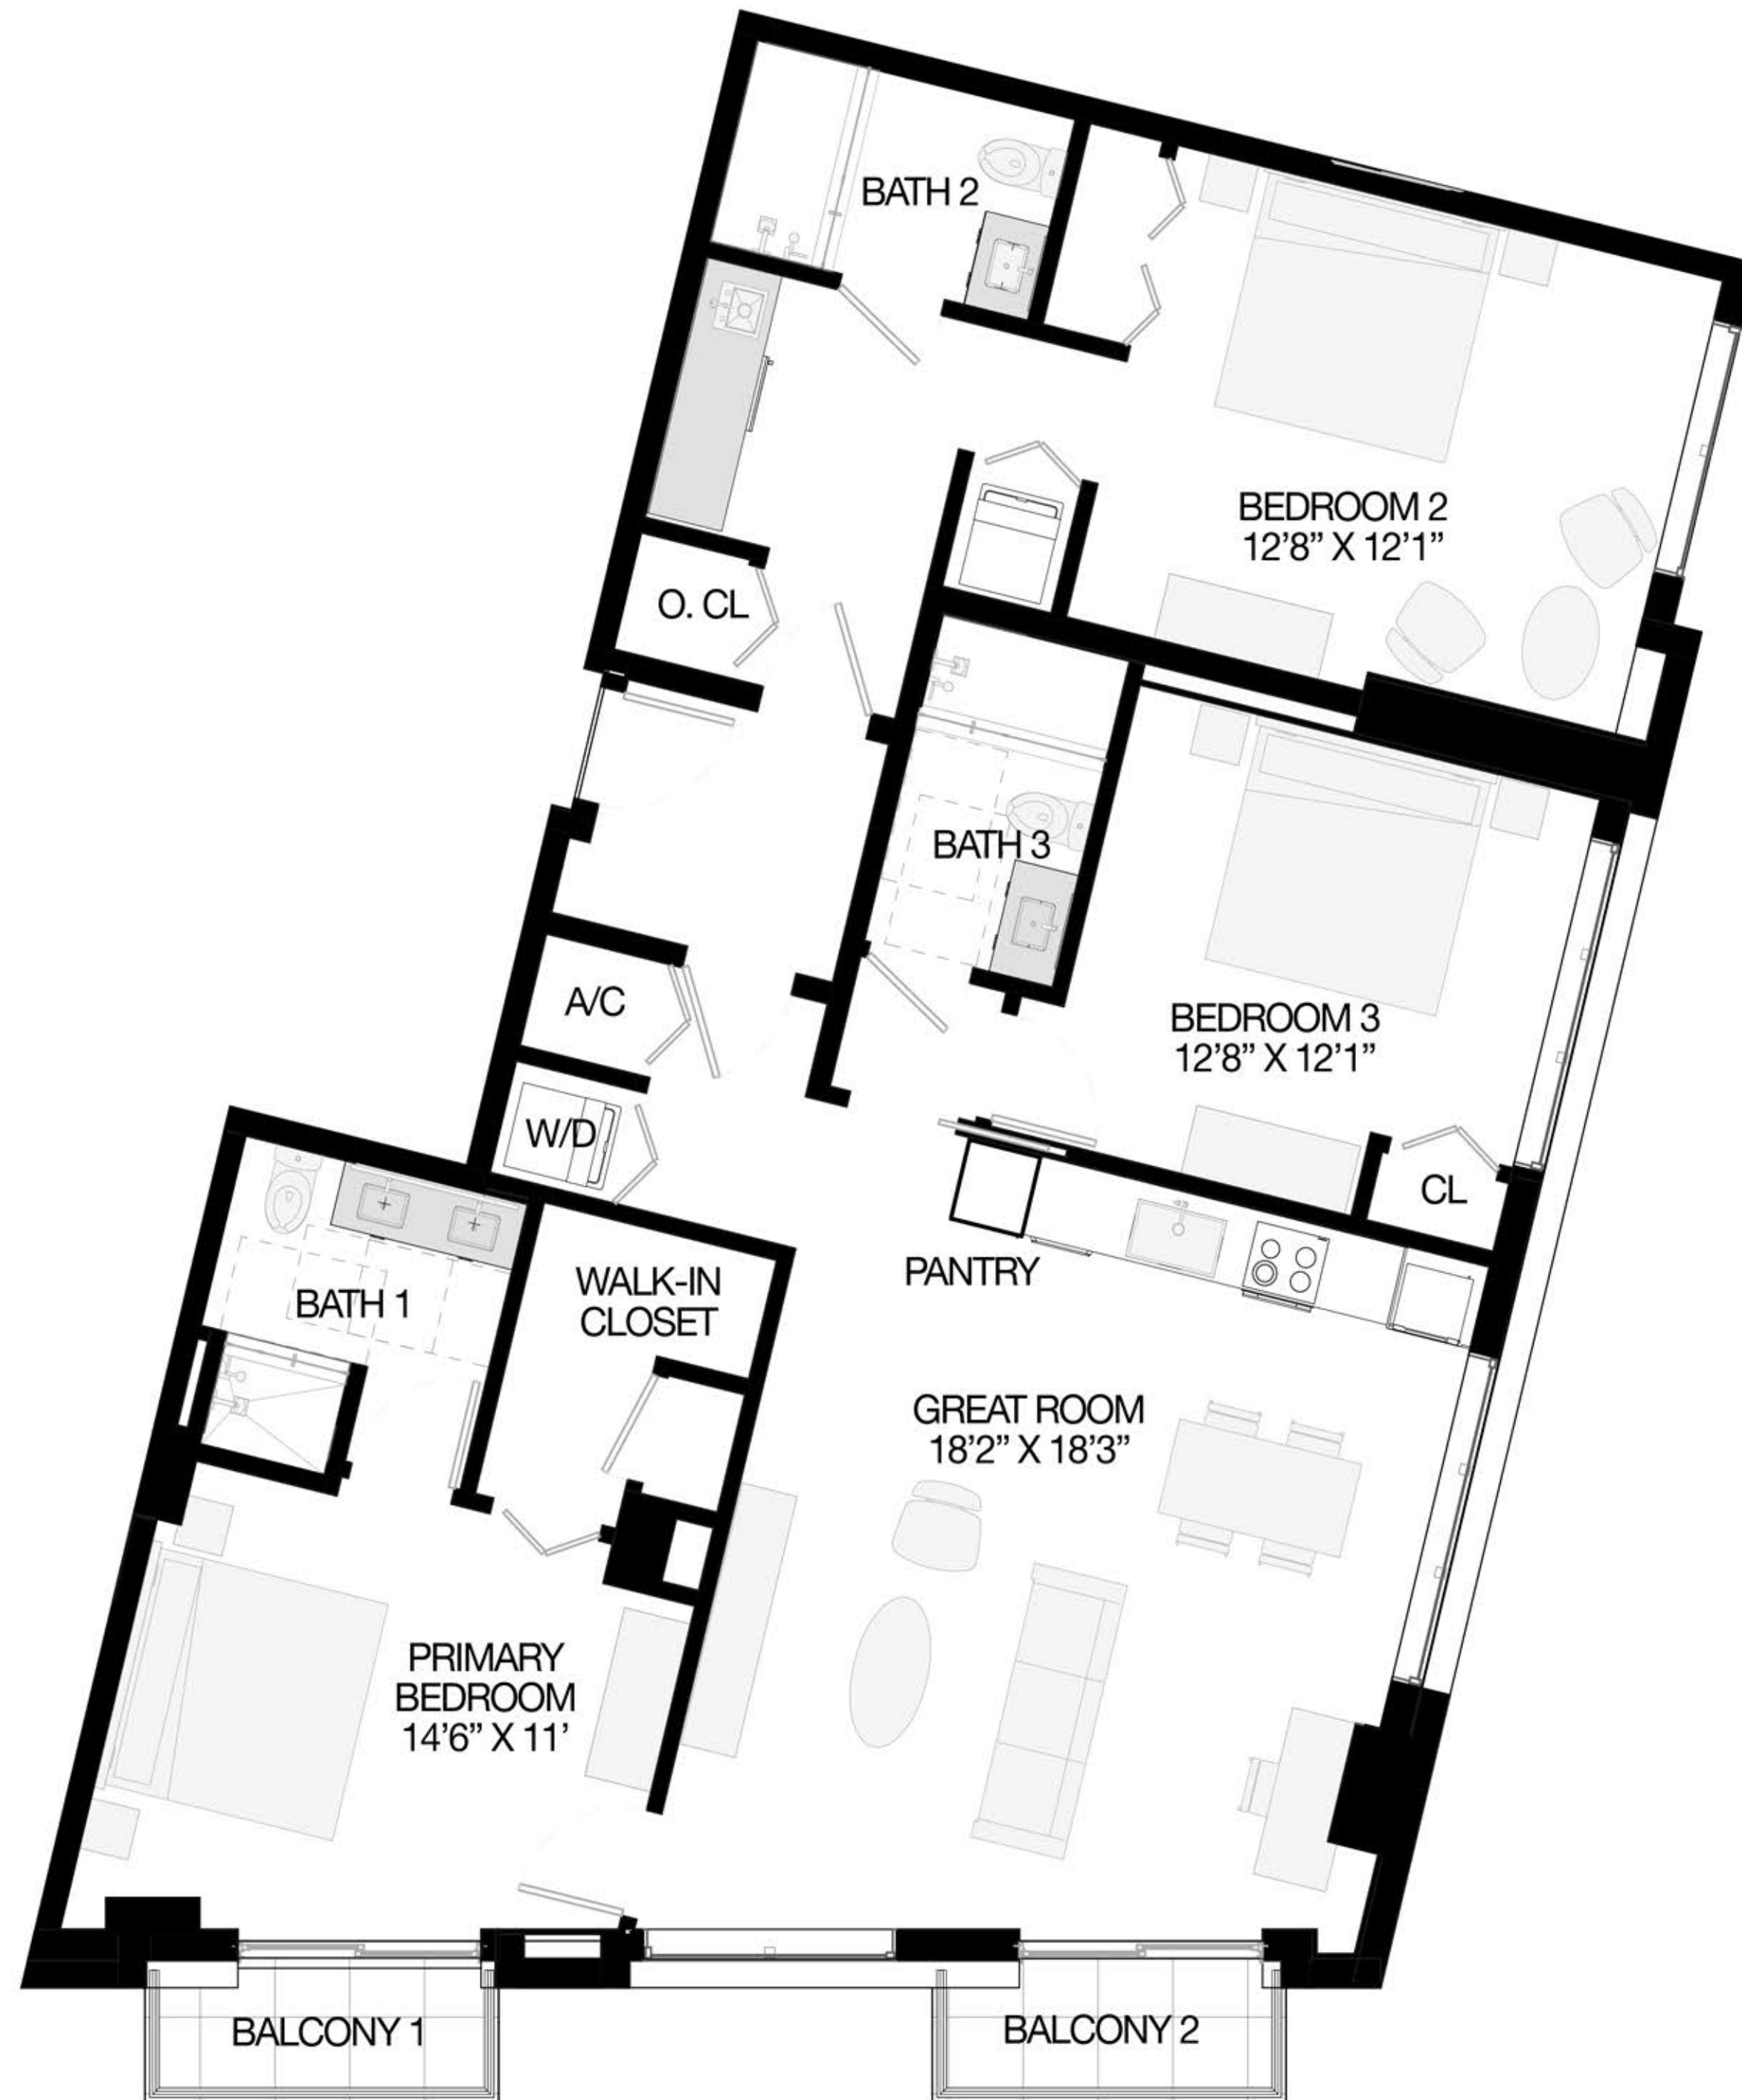 BATH 2
BEDROOM 2
12’8” X 12’1”
O. CL
BATH 3
A/C
BEDROOM 3
12’8” X 12’1”
W/D
CL
PANTRY
WALK-IN
CLOSET
BATH 1
GREAT ROOM
18’2” X 18’3”
PRIMARY
BEDROOM
14’6” X 11’
BALCONY 1
BALCONY 2